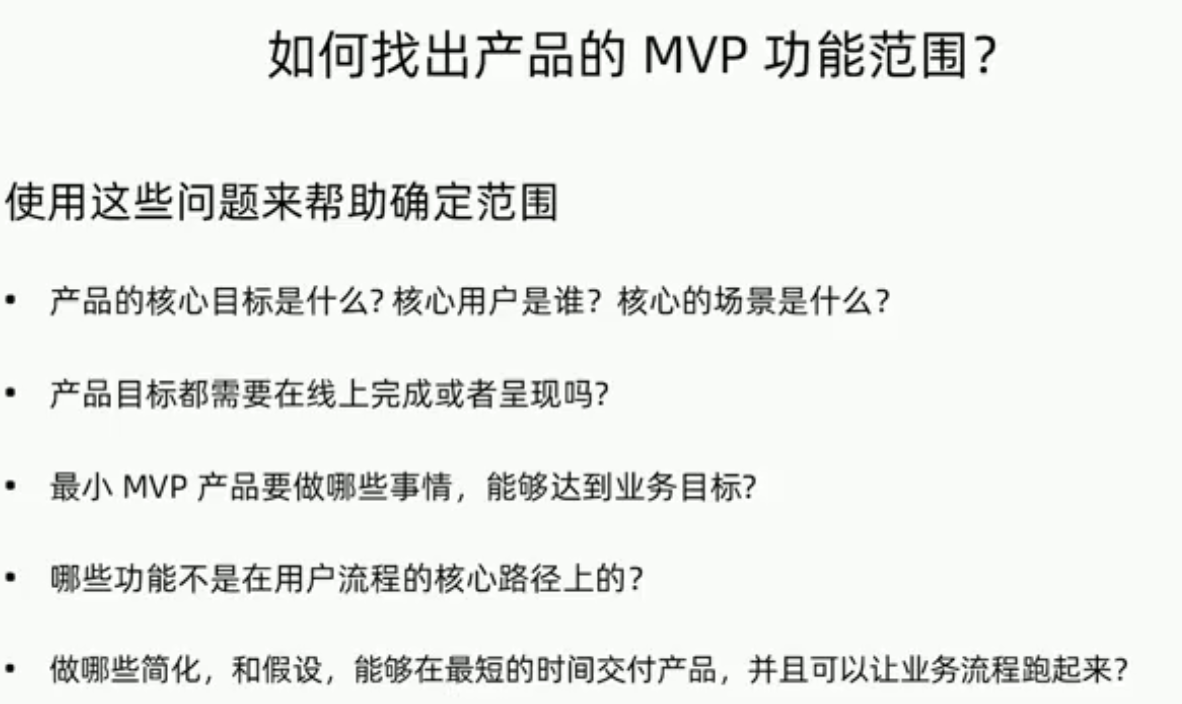 如何找出产品的 MVP 功能范围?
使用这些问题来帮助确定范围
• 产品的核心目标是什么? 核心用户是谁？核心的场景是什么?
• 产品目标都需要在线上完成或者呈现吗?
• 最小 MVP 产品要做哪些事情，能够达到业务目标?
• 哪些功能不是在用户流程的核心路径上的?
• 做哪些简化，和假设，能够在最短的时间交付产品，并且可以让业务流程跑起来?